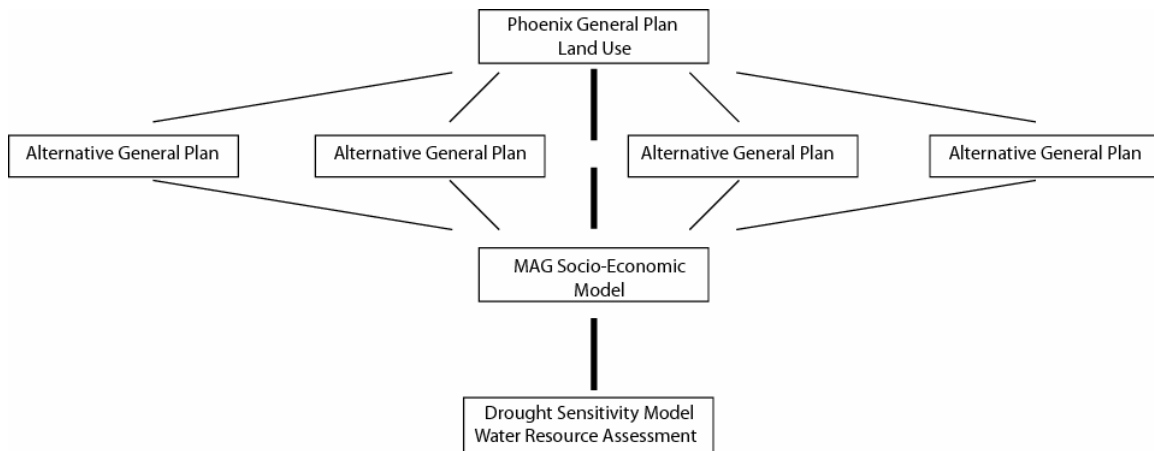 Phoenix General Plan
Land Use
Alternative General Plan
Alternative General Plan
Alternative General Plan
Alternative General Plan
MAG Socio-Economic
Model
Drought Sensitivity Model
Water Resource Assessment